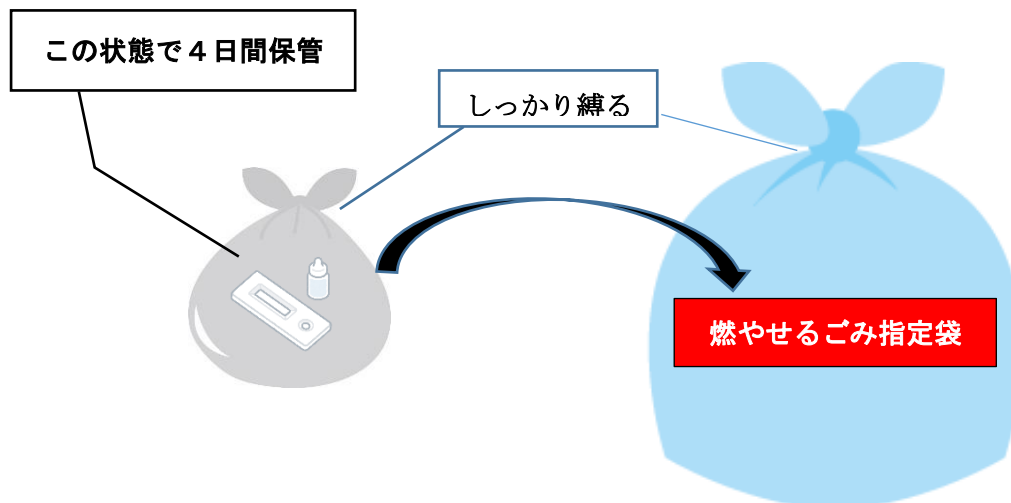 この状態で４日間保管
しっかり縛る
燃やせるごみ指定袋